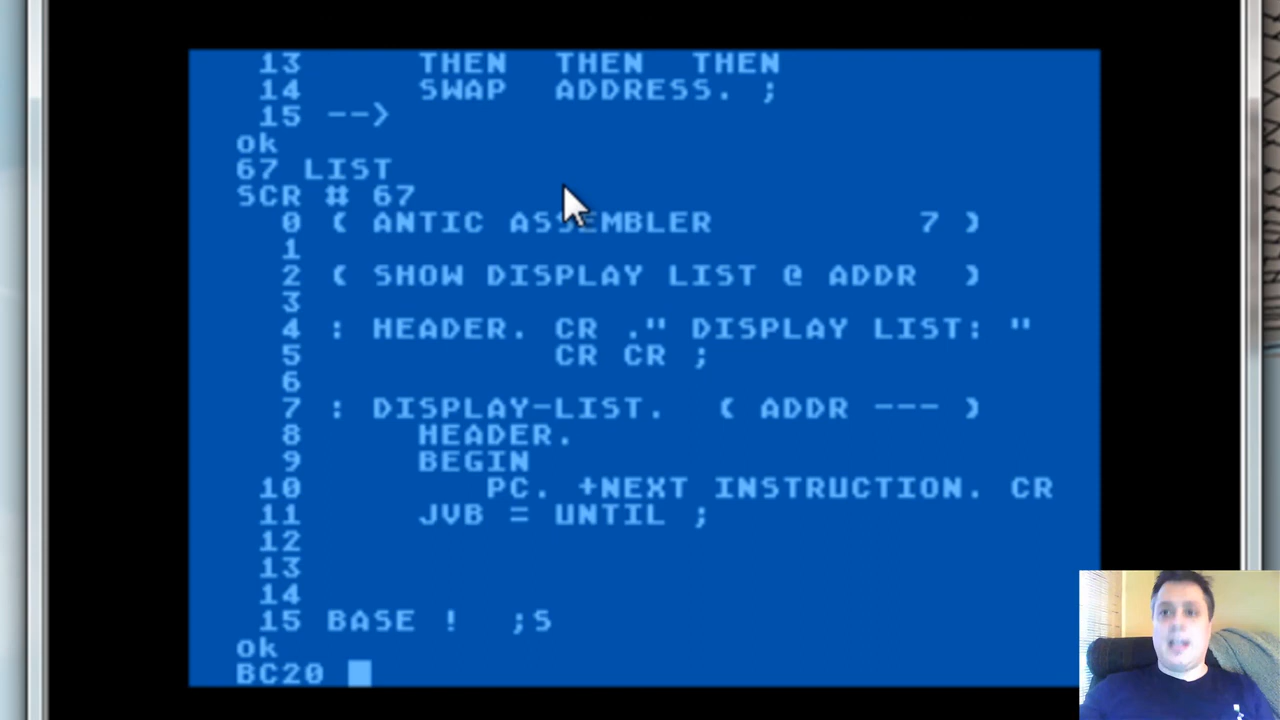 13 THEN THEN THEN
14 SWAP ADDRESS. ;
15 -->
Ok
67 LIST
SCR # 67
0 ( ANTIC ASSEMBLER 7 )
1
2 ( SHOW DISPLAY LIST @ ADDR )
3
4 : HEADER. CR ." DISPLAY LIST: "
5 CR CR ;
6
7 : DISPLAY-LIST. ( ADDR --- )
8 HEADER.
9 BEGIN
10 PC. +NEXT INSTRUCTION. CR
11 JVB = UNTIL ;
12
13
14
15 BASE ! ;S
Ok
BC20